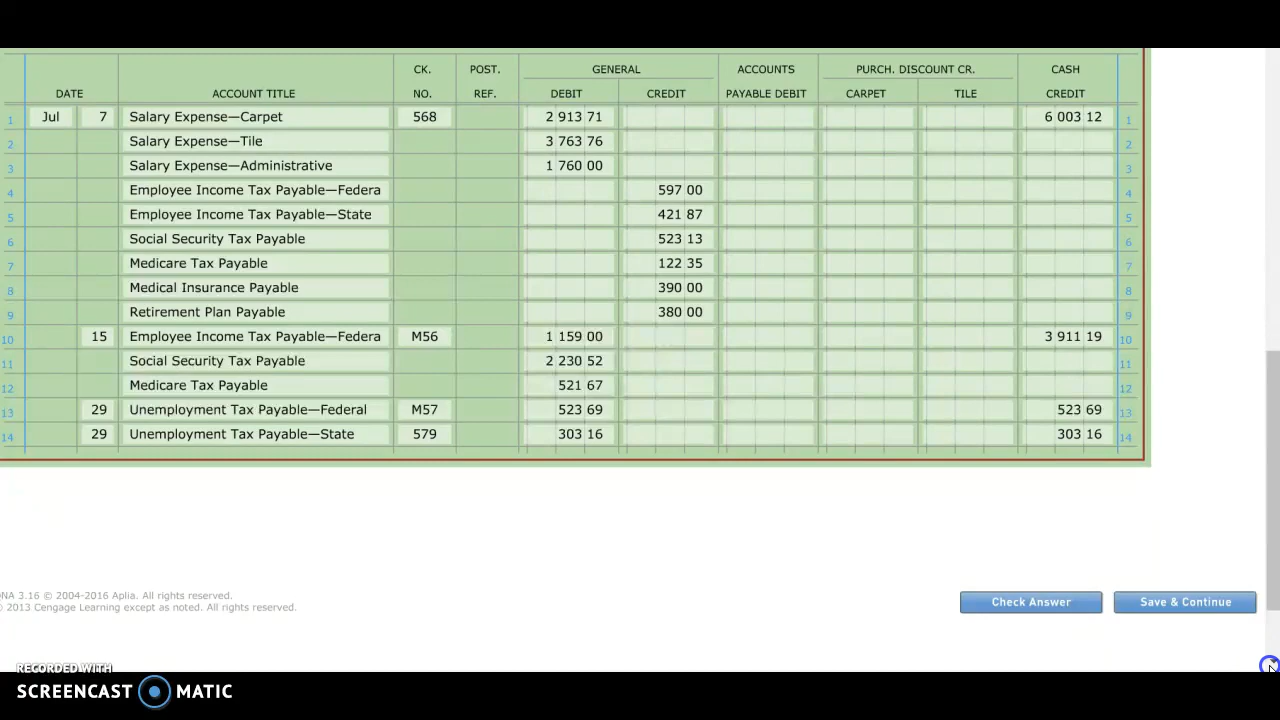 CK. POST. GENERAL ACCOUNTS PURCH. DISCOUNT CR. CASH
DATE ACCOUNT TITLE NO. REF. DEBIT CREDIT PAYABLE DEBIT CARPET TILE CREDIT
1 Jul 7 Salary Expense—Carpet 568 2 913 71 6 003 12 1
2 Salary Expense—Tile 3 763 76 2
3 Salary Expense—Administrative 1 760 00 3
4 Employee Income Tax Payable—Federa 597 00 4
5 Employee Income Tax Payable—State 421 87 5
6 Social Security Tax Payable 523 13 6
7 Medicare Tax Payable 122 35 7
8 Medical Insurance Payable 390 00 8
9 Retirement Plan Payable 380 00 9
10 15 Employee Income Tax Payable—Federa M56 1 159 00 3 911 19 10
11 Social Security Tax Payable 2 230 52 11
12 Medicare Tax Payable 521 67 12
13 29 Unemployment Tax Payable—Federal M57 523 69 523 69 13
14 29 Unemployment Tax Payable—State 579 303 16 303 16 14
NA 3.16 © 2004-2016 Aplia. All rights reserved.
© 2013 Cengage Learning except as noted. All rights reserved.
Check Answer Save & Continue
RECORDED WITH
SCREENCAST MATIC